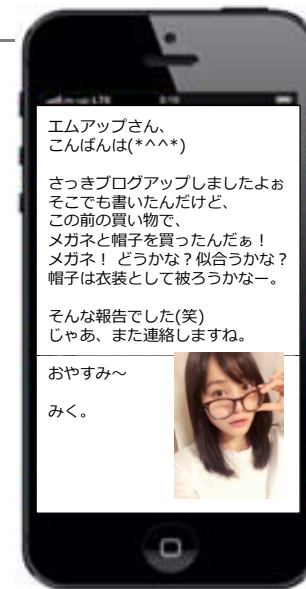 エムアップさん、
こんばんは(*^^*)
さっきブログアップしましたよぉ
そこでも書いたんだけど、
この前の買い物で、
メガネと帽子を買ったんだぁ！
メガネ！ どうかな？似合うかな？
帽子は衣装として被ろうかなー。
そんな報告でした(笑)
じゃあ、また連絡しますね。
おやすみ～
みく。